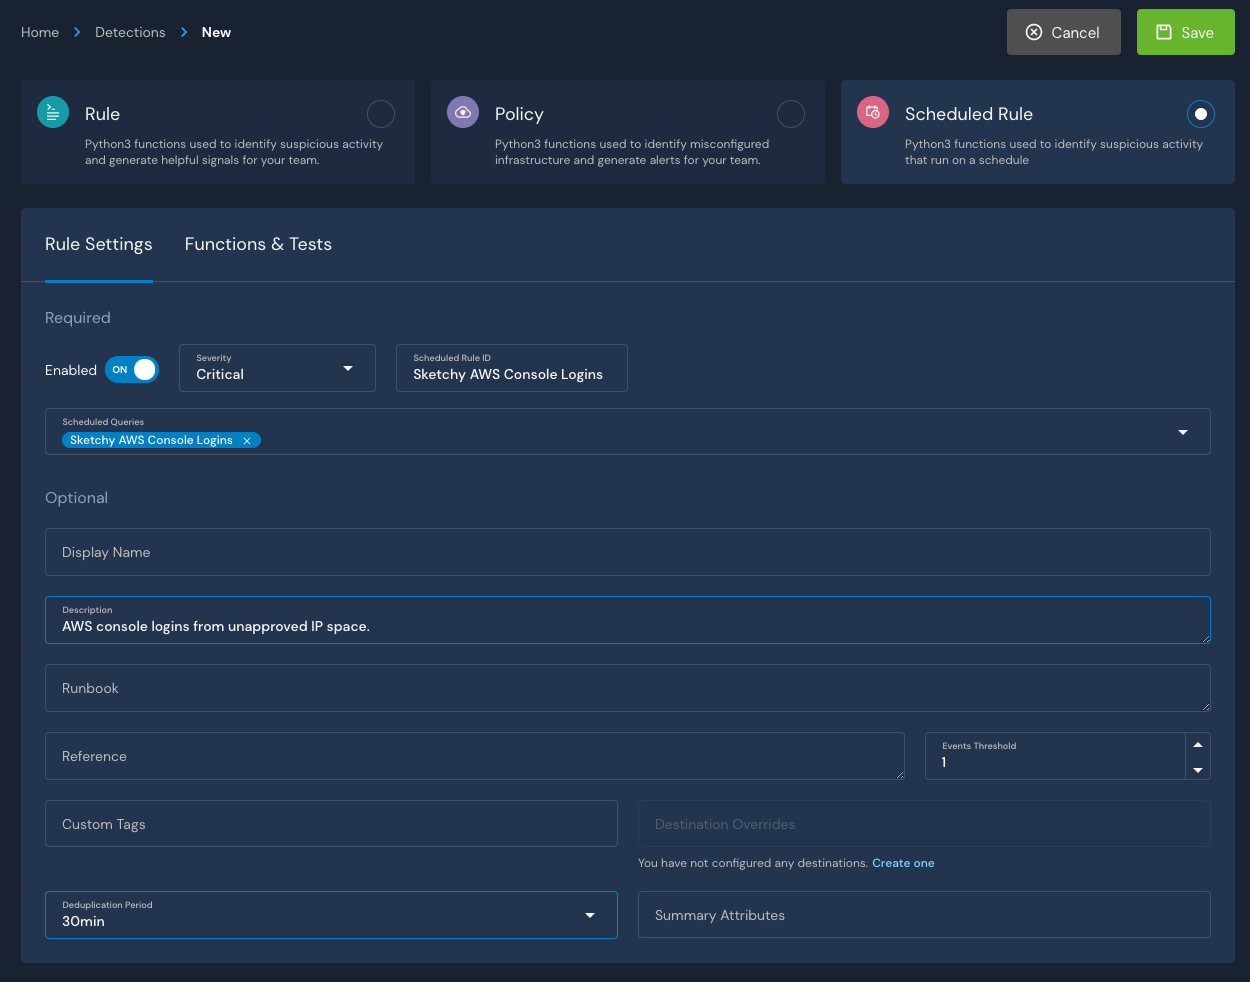 Home > Detections > New
Cancel
Save
Rule
Python3 functions used to identify suspicious activity
and generate helpful signals for your team.
Policy
Python3 functions used to identify misconfigured
infrastructure and generate alerts for your team.
Scheduled Rule
Python3 functions used to identify suspicious activity
that run on a schedule
Rule Settings
Functions & Tests
Required
Enabled
ON
Severity
Critical
Scheduled Rule ID
Sketchy AWS Console Logins
Scheduled Queries
Sketchy AWS Console Logins
Optional
Display Name
Description
AWS console logins from unapproved IP space.
Runbook
Reference
Events Threshold
1
Custom Tags
Destination Overrides
You have not configured any destinations. Create one
Deduplication Period
30min
Summary Attributes